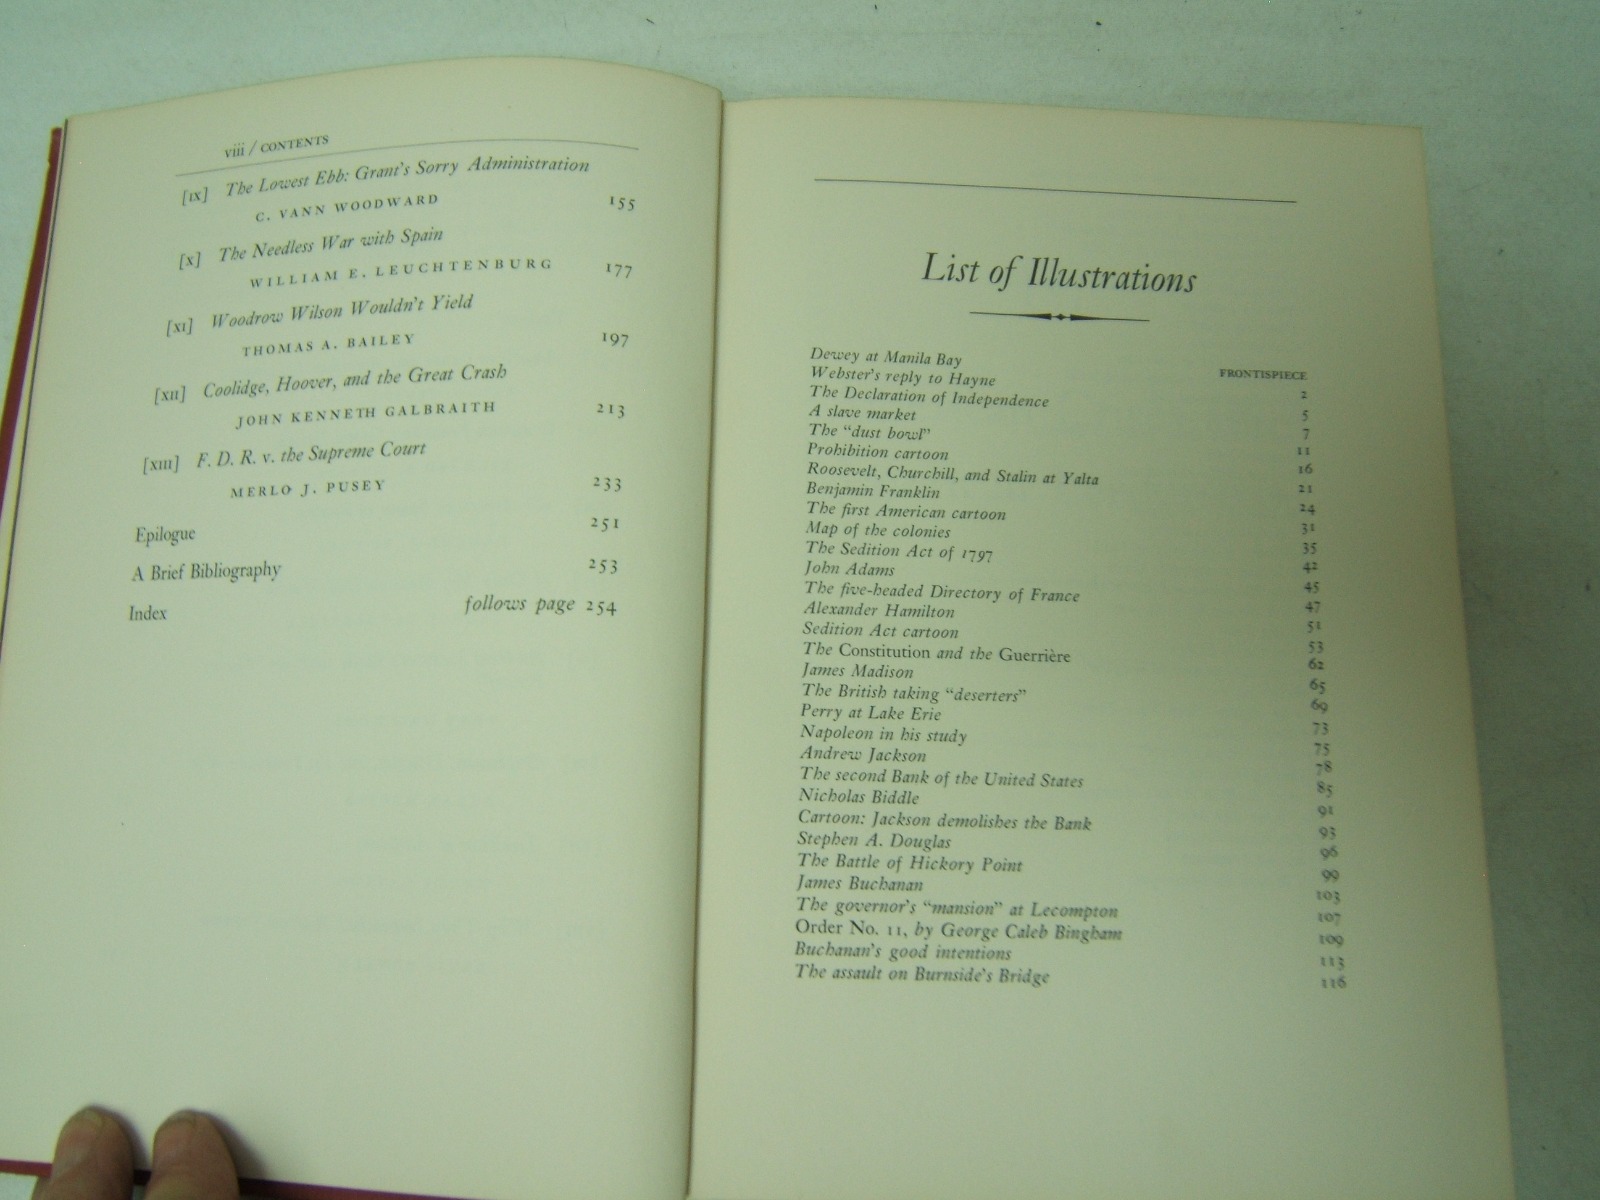 viii / CONTENTS
[IX] The Lowest Ebb: Grant's Sorry Administration
C. VANN WOODWARD 155
[X] The Needless War with Spain
WILLIAM E. LEUCHTENBURG 177
[XI] Woodrow Wilson Wouldn't Yield
THOMAS A. BAILEY 197
[XII] Coolidge, Hoover, and the Great Crash
JOHN KENNETH GALBRAITH 213
[XIII] F. D. R. v. the Supreme Court
MERLO J. PUSEY 233
Epilogue 251
A Brief Bibliography 253
Index follows page 254
List of Illustrations
Dewey at Manila Bay FRONTISPIECE
Webster's reply to Hayne 2
The Declaration of Independence 5
A slave market 7
The “dust bowl” 11
Prohibition cartoon 16
Roosevelt, Churchill, and Stalin at Yalta 21
Benjamin Franklin 24
The first American cartoon 31
Map of the colonies 35
The Sedition Act of 1797 42
John Adams 45
The five-headed Directory of France 47
Alexander Hamilton 51
Sedition Act cartoon 53
The Constitution and the Guerrière 62
James Madison 65
The British taking “deserters” 69
Perry at Lake Erie 73
Napoleon in his study 75
Andrew Jackson 78
The second Bank of the United States 85
Nicholas Biddle 91
Cartoon: Jackson demolishes the Bank 93
Stephen A. Douglas 96
The Battle of Hickory Point 99
James Buchanan 103
The governor's “mansion” at Lecompton 107
Order No. 11, by George Caleb Bingham 109
Buchanan's good intentions 113
The assault on Burnside's Bridge 116